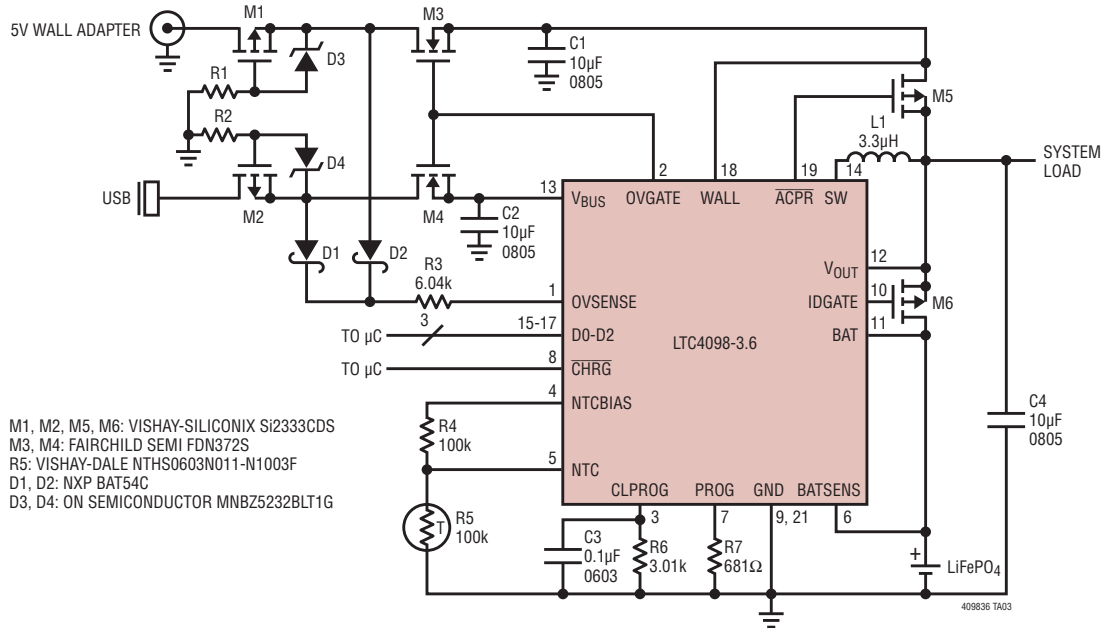 5V WALL ADAPTER
M1
M3
D3
C1
10µF
0805
R1
R2
M5
D4
L1
3.3µH
SYSTEM
LOAD
USB
M2
M4
C2
10µF
0805
13
2
18
19
14
VBUS
OVGATE
WALL
ACPR
SW
D1
D2
R3
6.04k
VOUT
12
1
OVSENSE
IDGATE
10
M6
TO µC
3
15-17
D0-D2
BAT
11
LTC4098-3.6
TO µC
8
CHRG
4
NTCBIAS
C4
10µF
0805
M1, M2, M5, M6: VISHAY-SILICONIX Si2333CDS
M3, M4: FAIRCHILD SEMI FDN372S
R5: VISHAY-DALE NTHS0603N011-N1003F
D1, D2: NXP BAT54C
D3, D4: ON SEMICONDUCTOR MNBZ5232BLT1G
R4
100k
5
NTC
CLPROG
PROG
GND
BATSENS
3
7
9, 21
6
T
R5
100k
C3
0.1µF
0603
R6
3.01k
R7
681Ω
+
LiFePO4
409836 TA03